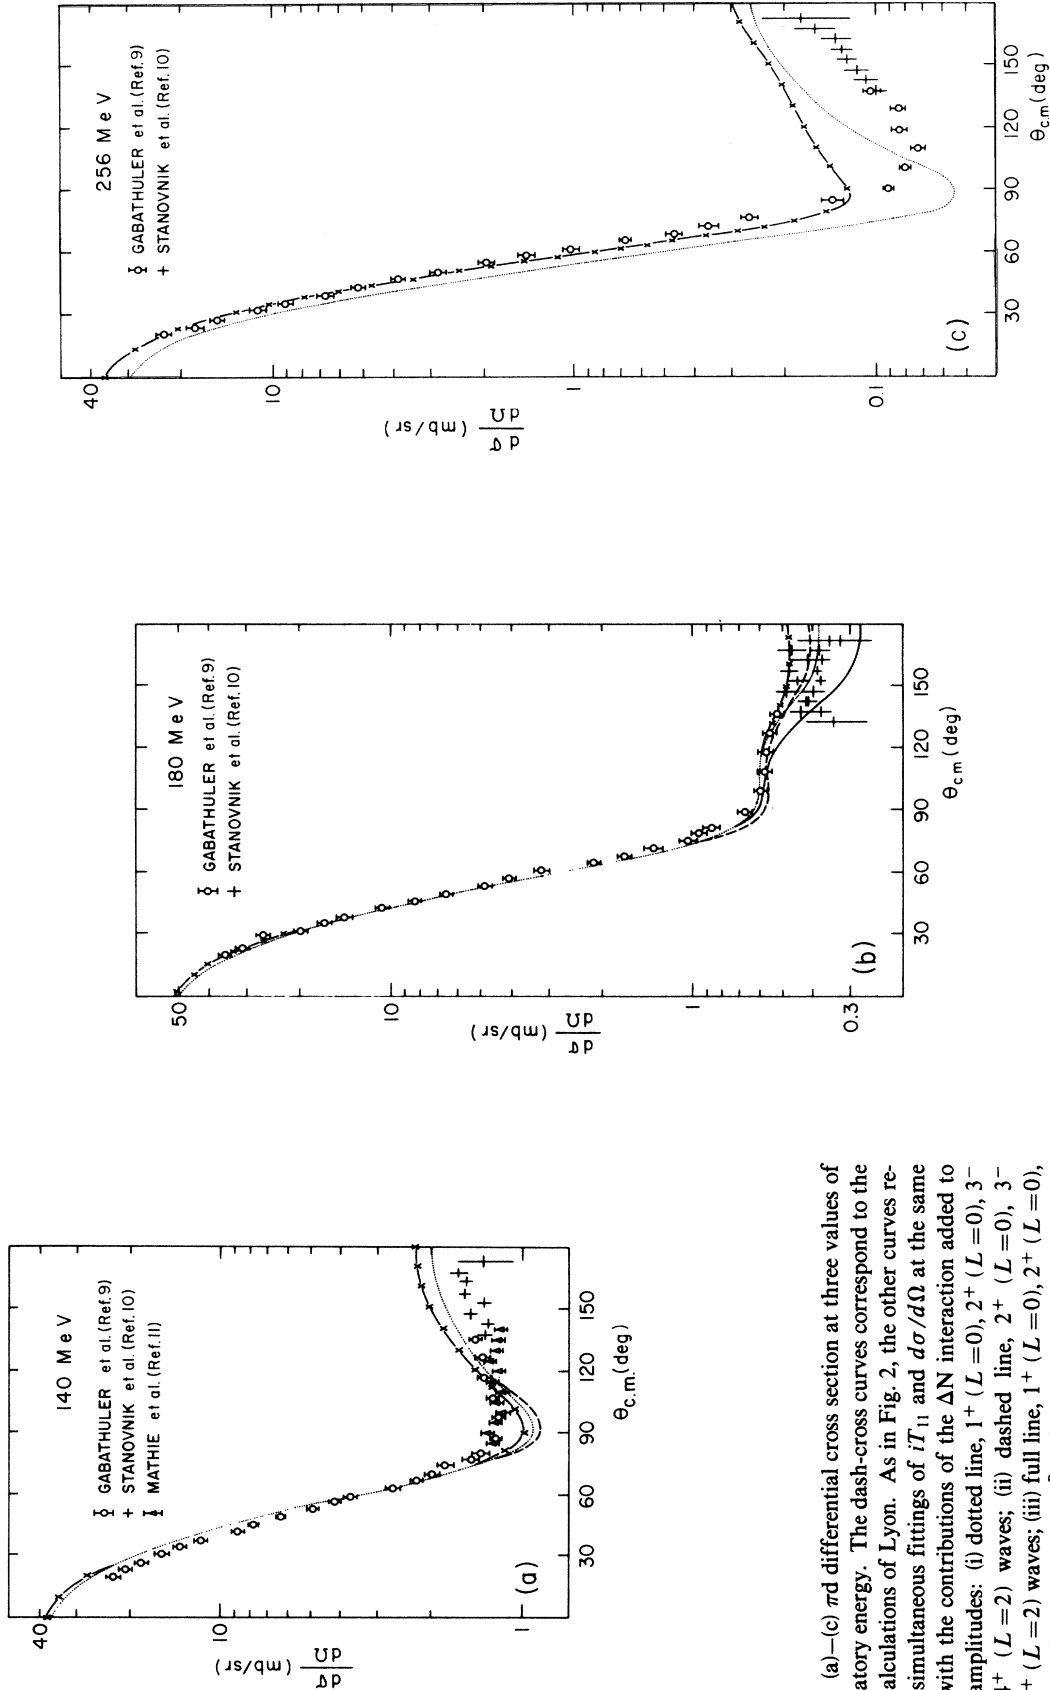 140 MeV
GABATHULER et al. (Ref. 9)
STANOVNIK et al. (Ref. 10)
MATHIE et al. (Ref. 11)
40
10
2
1
dσ/dΩ (mb/sr)
30
60
90
120
150
θc.m. (deg)
(a)
180 MeV
GABATHULER et al. (Ref. 9)
STANOVNIK et al. (Ref. 10)
50
10
1
0.3
dσ/dΩ (mb/sr)
30
60
90
120
150
θc.m (deg)
(b)
256 MeV
GABATHULER et al. (Ref. 9)
STANOVNIK et al. (Ref. 10)
40
20
10
1
0.1
dσ/dΩ (mb/sr)
30
60
90
120
150
θc.m (deg)
(c)
(a)–(c) πd differential cross section at three values of
atory energy. The dash-cross curves correspond to the
alculations of Lyon. As in Fig. 2, the other curves re-
simultaneous fittings of iT₁₁ and dσ/dΩ at the same
with the contributions of the ΔN interaction added to
amplitudes: (i) dotted line, 1⁺ (L=0), 2⁺ (L=0), 3⁻
4⁺ (L=2) waves; (ii) dashed line, 2⁺ (L=0), 3⁻
⁺ (L=2) waves; (iii) full line, 1⁺ (L=0), 2⁺ (L=0),